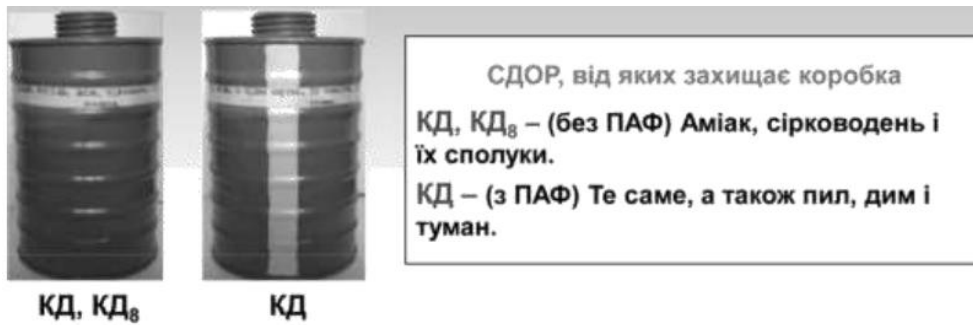 СДОР, від яких захищає коробка
КД, КД₈ – (без ПАФ) Аміак, сірководень і
їх сполуки.
КД – (з ПАФ) Те саме, а також пил, дим і
туман.
КД, КД₈
КД